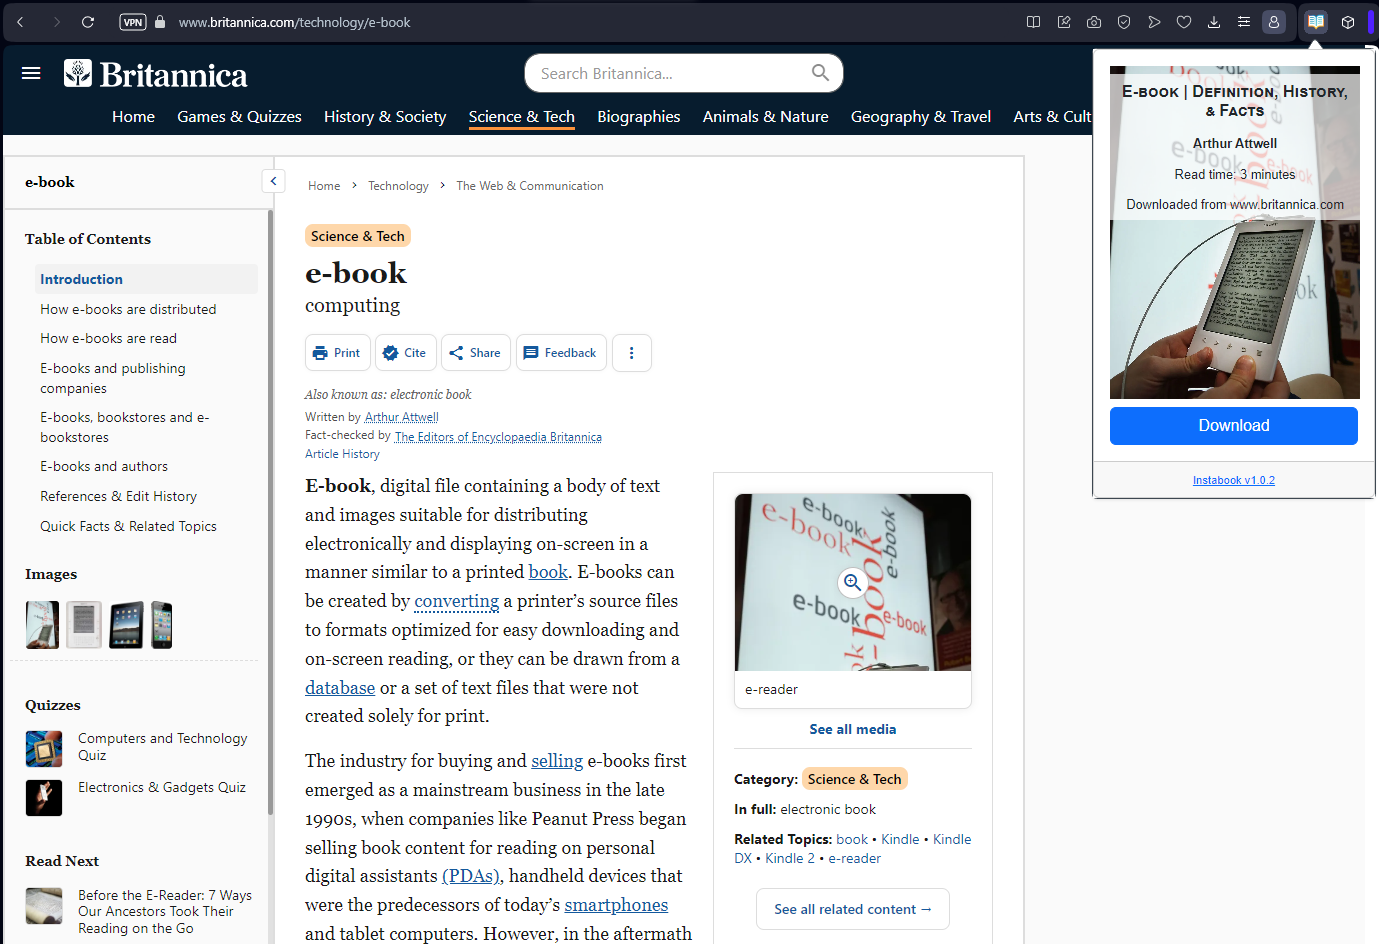 VPN
www.britannica.com/technology/e-book
Britannica
Search Britannica...
Home
Games & Quizzes
History & Society
Science & Tech
Biographies
Animals & Nature
Geography & Travel
Arts & Cult
e-book
Table of Contents
Introduction
How e-books are distributed
How e-books are read
E-books and publishing
companies
E-books, bookstores and e-
bookstores
E-books and authors
References & Edit History
Quick Facts & Related Topics
Images
Quizzes
Computers and Technology
Quiz
Electronics & Gadgets Quiz
Read Next
Before the E-Reader: 7 Ways
Our Ancestors Took Their
Reading on the Go
Home
Technology
The Web & Communication
Science & Tech
e-book
computing
Print
Cite
Share
Feedback
Also known as: electronic book
Written by Arthur Attwell
Fact-checked by The Editors of Encyclopaedia Britannica
Article History
E-book, digital file containing a body of text
and images suitable for distributing
electronically and displaying on-screen in a
manner similar to a printed book. E-books can
be created by converting a printer’s source files
to formats optimized for easy downloading and
on-screen reading, or they can be drawn from a
database or a set of text files that were not
created solely for print.
The industry for buying and selling e-books first
emerged as a mainstream business in the late
1990s, when companies like Peanut Press began
selling book content for reading on personal
digital assistants (PDAs), handheld devices that
were the predecessors of today’s smartphones
and tablet computers. However, in the aftermath
e-book
e-book
e-book
e-book
e-book
e-book
e-reader
See all media
Category: Science & Tech
In full: electronic book
Related Topics: book • Kindle • Kindle
DX • Kindle 2 • e-reader
See all related content →
E-book | Definition, History,
& Facts
Arthur Attwell
Read time: 3 minutes
Downloaded from www.britannica.com
e-book
e-book
Download
Instabook v1.0.2